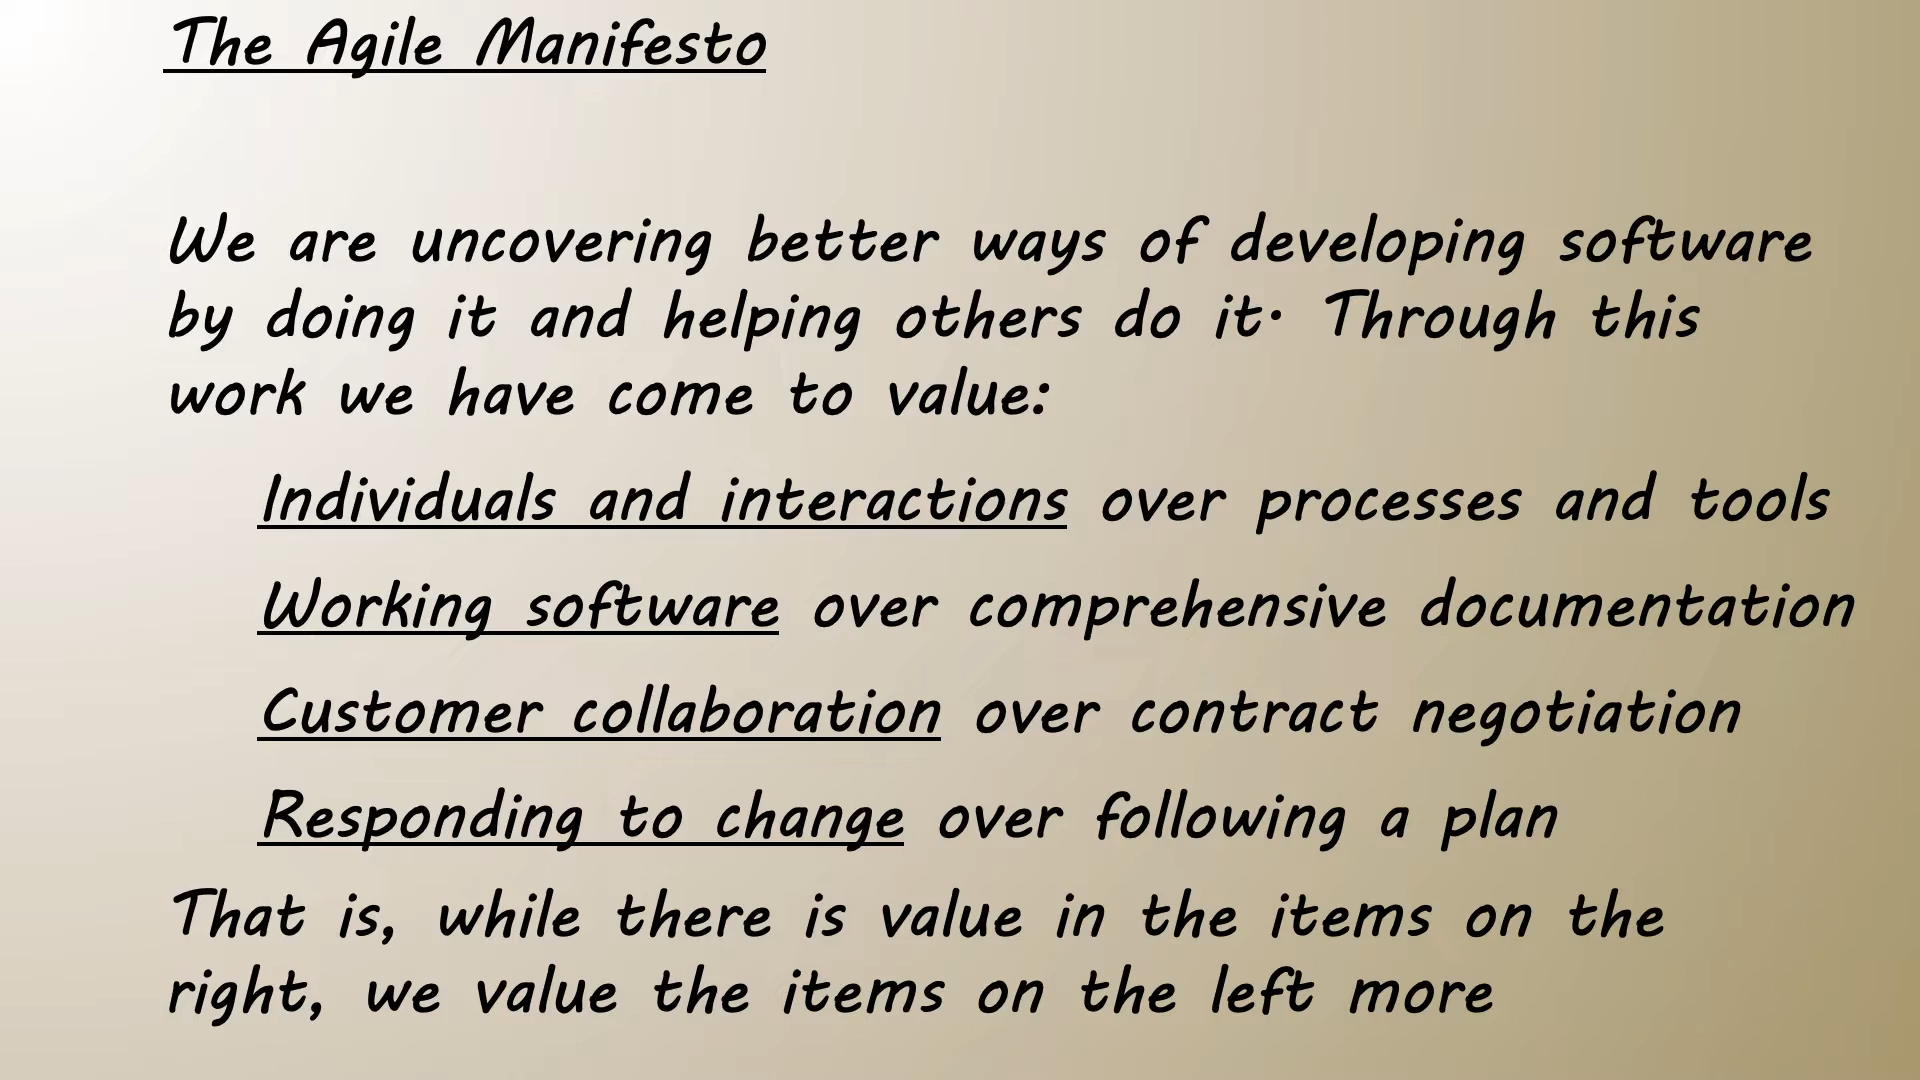 The Agile Manifesto
We are uncovering better ways of developing software
by doing it and helping others do it. Through this
work we have come to value:
Individuals and interactions over processes and tools
Working software over comprehensive documentation
Customer collaboration over contract negotiation
Responding to change over following a plan
That is, while there is value in the items on the
right, we value the items on the left more